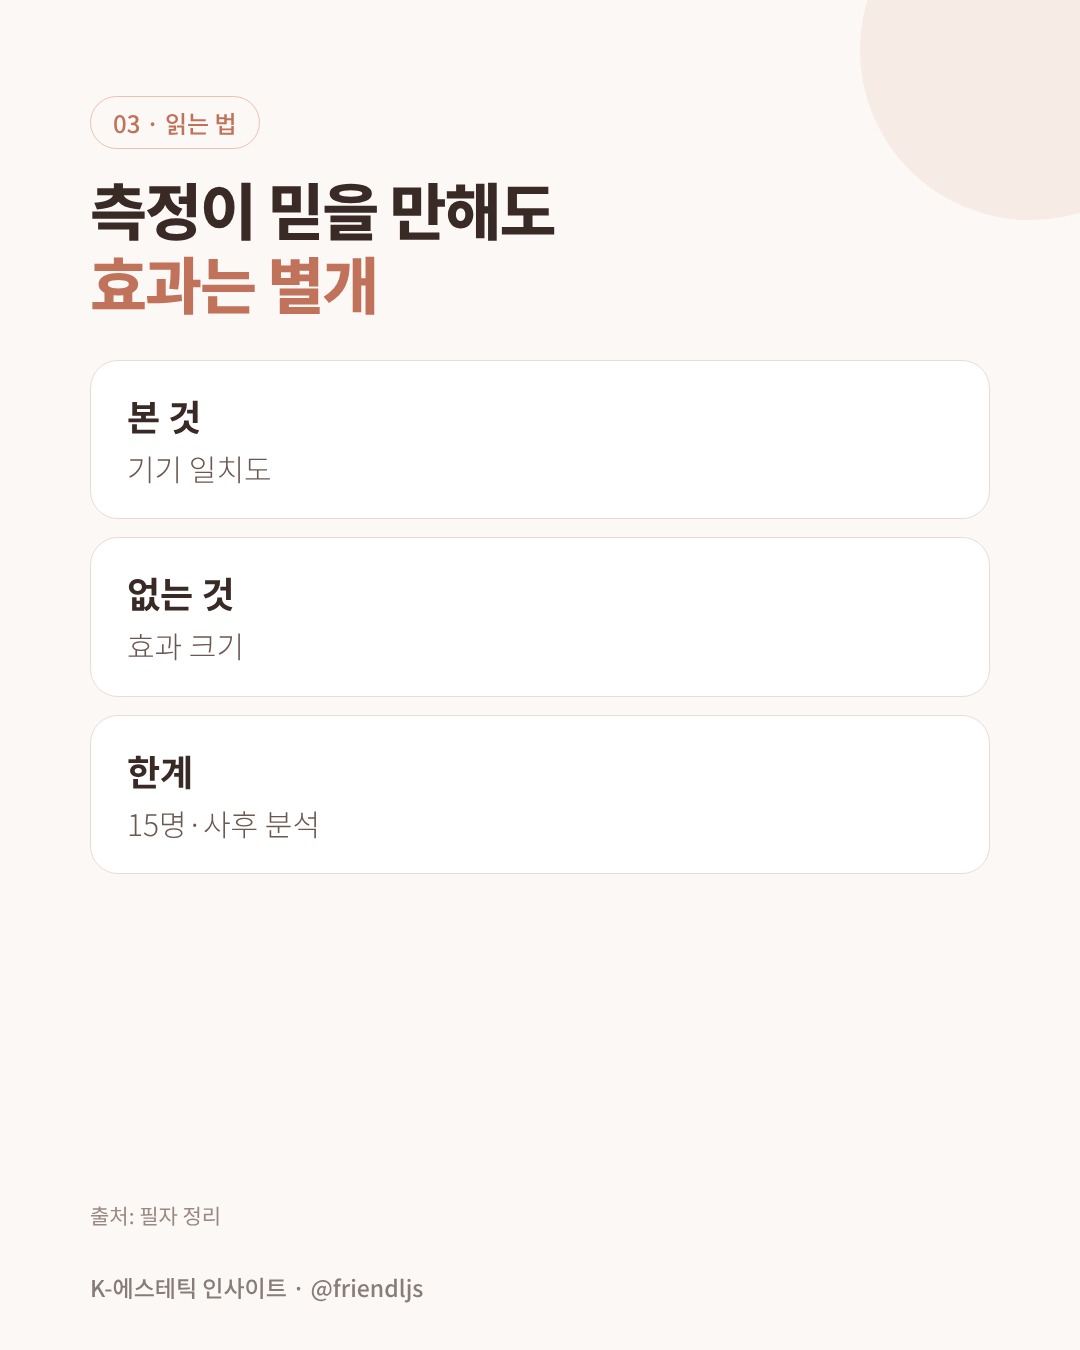 03 · 읽는 법
측정이 믿을 만해도
효과는 별개
본 것
기기 일치도
없는 것
효과 크기
한계
15명·사후 분석
출처: 필자 정리
K-에스테틱 인사이트 · @friendljs